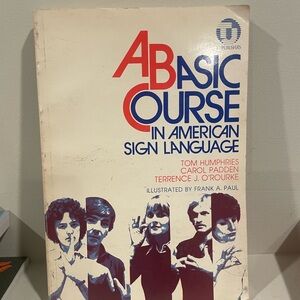 A BASIC
COURSE
IN AMERICAN
SIGN LANGUAGE
TOM HUMPHRIES
CAROL PADDEN
TERRENCE J. O'ROURKE
ILLUSTRATED BY FRANK A. PAUL